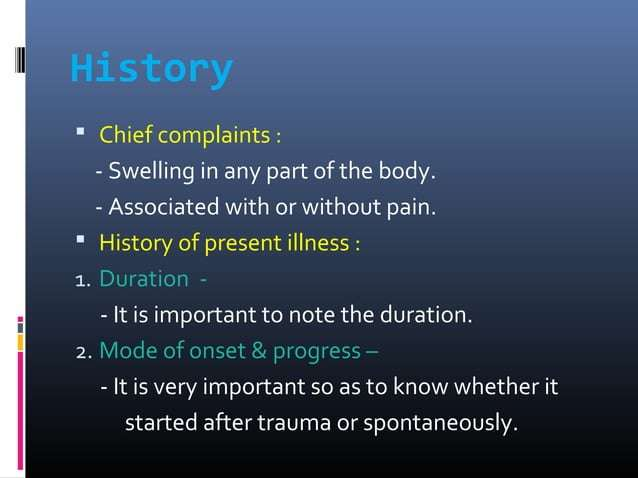 History
▪ Chief complaints :
- Swelling in any part of the body.
- Associated with or without pain.
▪ History of present illness :
1. Duration -
- It is important to note the duration.
2. Mode of onset & progress –
- It is very important so as to know whether it
started after trauma or spontaneously.